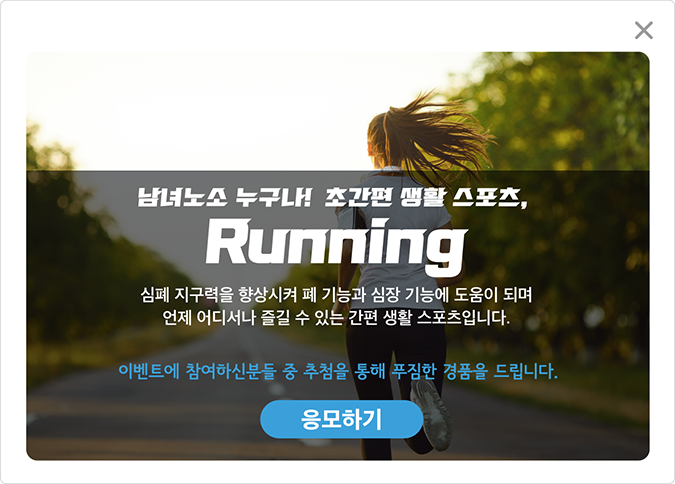 남녀노소 누구나! 초간편 생활 스포츠,
Running
심폐 지구력을 향상시켜 폐 기능과 심장 기능에 도움이 되며
언제 어디서나 즐길 수 있는 간편 생활 스포츠입니다.
이벤트에 참여하신분들 중 추첨을 통해 푸짐한 경품을 드립니다.
응모하기